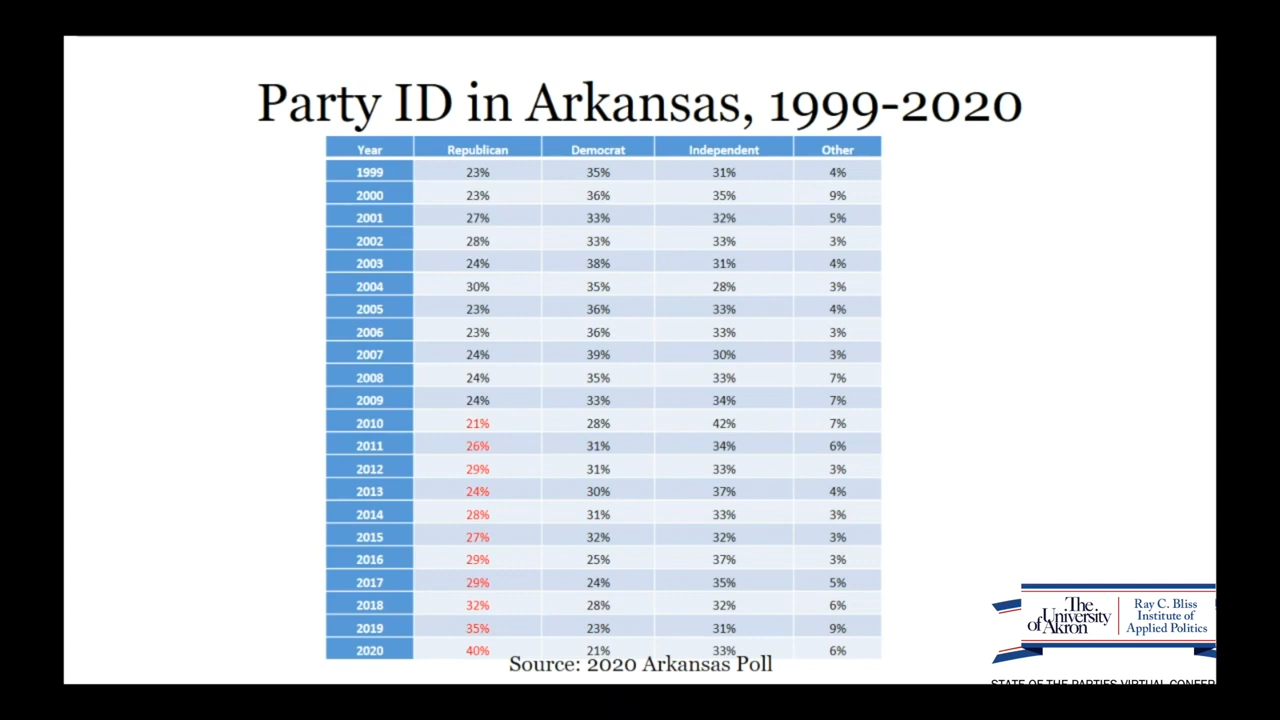 Party ID in Arkansas, 1999-2020
Year Republican Democrat Independent Other
1999 23% 35% 31% 4%
2000 23% 36% 35% 9%
2001 27% 33% 32% 5%
2002 28% 33% 33% 3%
2003 24% 38% 31% 4%
2004 30% 35% 28% 3%
2005 23% 36% 33% 4%
2006 23% 36% 33% 3%
2007 24% 39% 30% 3%
2008 24% 35% 33% 7%
2009 24% 33% 34% 7%
2010 21% 28% 42% 7%
2011 26% 31% 34% 6%
2012 29% 31% 33% 3%
2013 24% 30% 37% 4%
2014 28% 31% 33% 3%
2015 27% 32% 32% 3%
2016 29% 25% 37% 3%
2017 29% 24% 35% 5%
2018 32% 28% 32% 6%
2019 35% 23% 31% 9%
2020 40% 21% 33% 6%
Source: 2020 Arkansas Poll
The
University
of Akron
Ray C. Bliss
Institute of
Applied Politics
STATE OF THE PARTIES VIRTUAL CONFER